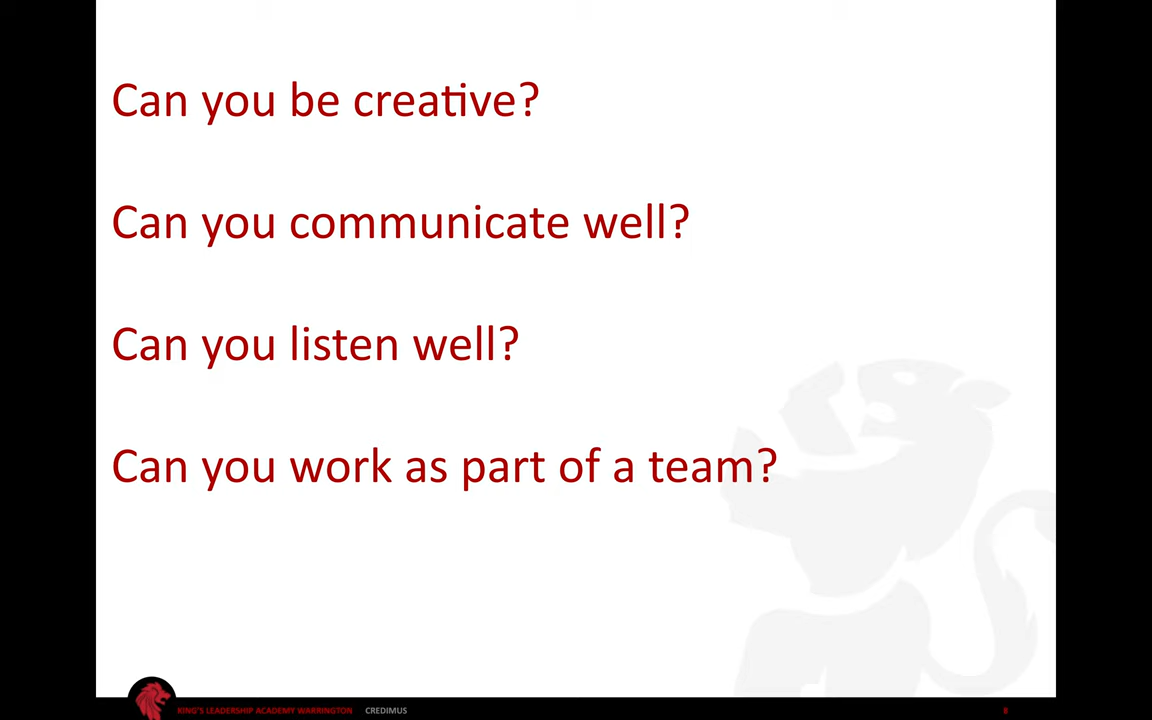 Can you be creative?
Can you communicate well?
Can you listen well?
Can you work as part of a team?
KING'S LEADERSHIP ACADEMY WARRINGTON CREDIMUS